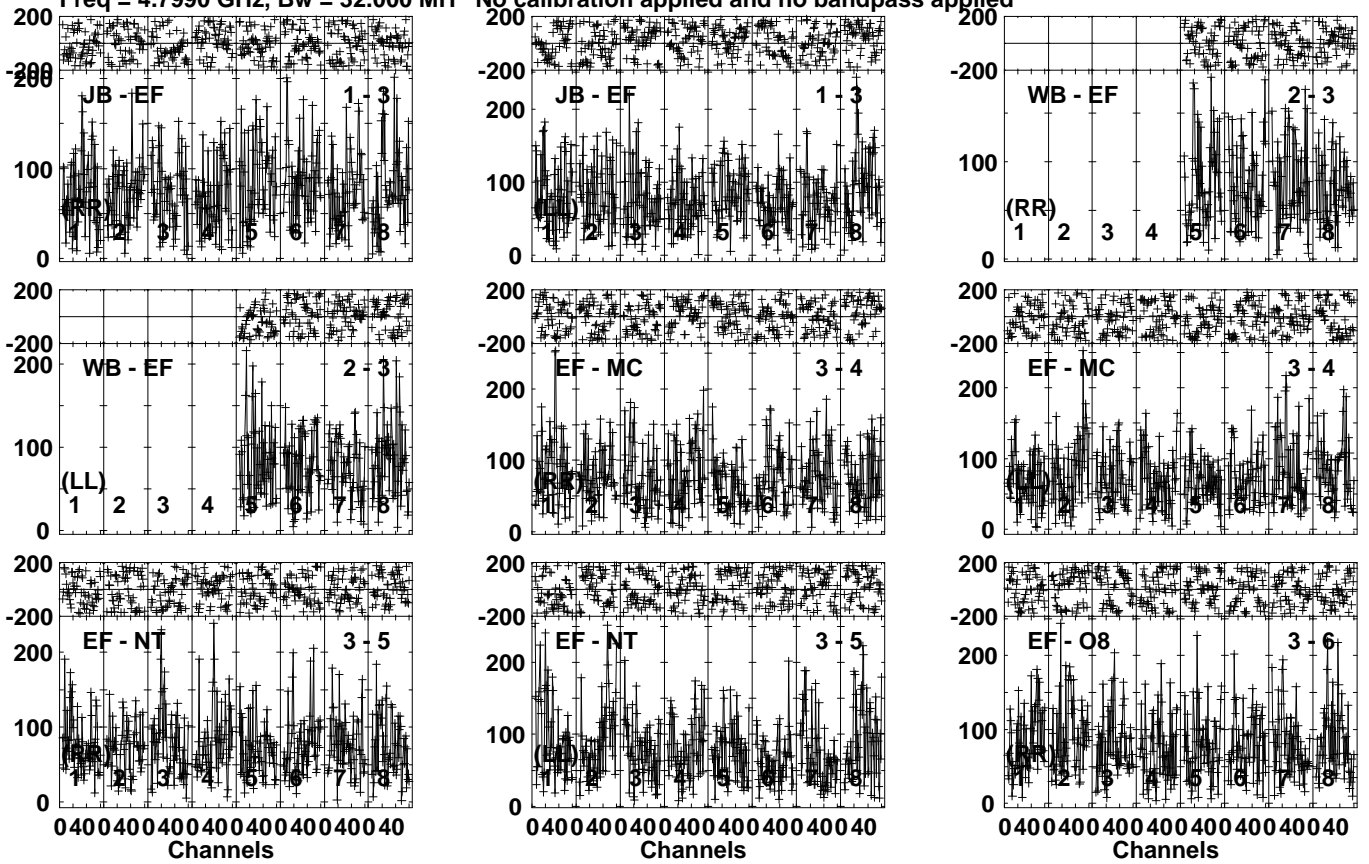 Freq = 4.7990 GHz, Bw = 32.000 MH No calibration applied and no bandpass applied
200 200 200
-200 -200 -200
200
JB - EF 1 - 3 JB - EF 1 - 3 WB - EF 2 - 3
200 200
100 100 100
(RR) (LL) (RR)
1 2 3 4 5 6 7 8 1 2 3 4 5 6 7 8 1 2 3 4 5 6 7 8
0 0 0
200 200 200
-200 -200 -200
WB - EF 2 - 3 EF - MC 3 - 4 EF - MC 3 - 4
200 200 200
100 100 100
(LL) (RR) (LL)
1 2 3 4 5 6 7 8 1 2 3 4 5 6 7 8 1 2 3 4 5 6 7 8
0 0 0
200 200 200
-200 -200 -200
EF - NT 3 - 5 EF - NT 3 - 5 EF - O8 3 - 6
200 200 200
100 100 100
(RR) (LL) (RR)
1 2 3 4 5 6 7 8 1 2 3 4 5 6 7 8 1 2 3 4 5 6 7 8
0 0 0
0 40 0 40 0 40 0 40 0 40 0 40 0 40 0 40 0 40 0 40 0 40 0 40 0 40 0 40 0 40 0 40 0 40 0 40 0 40 0 40 0 40 0 40 0 40 0 40
Channels Channels Channels